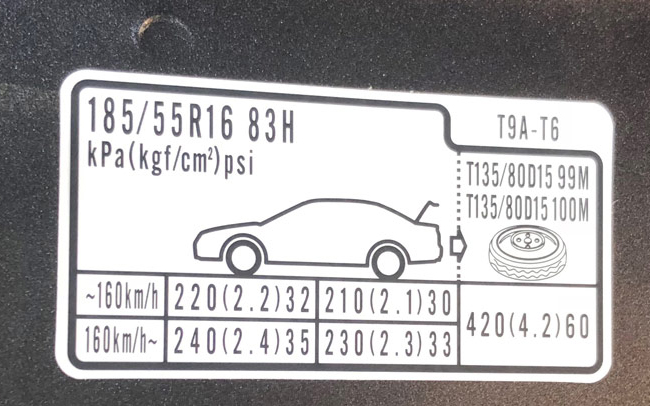 185/55R16 83H
kPa(kgf/cm²)psi
T9A-T6
T135/80D15 99M
T135/80D15 100M
~160km/h 220(2.2)32 210(2.1)30
160km/h~ 240(2.4)35 230(2.3)33
420(4.2)60